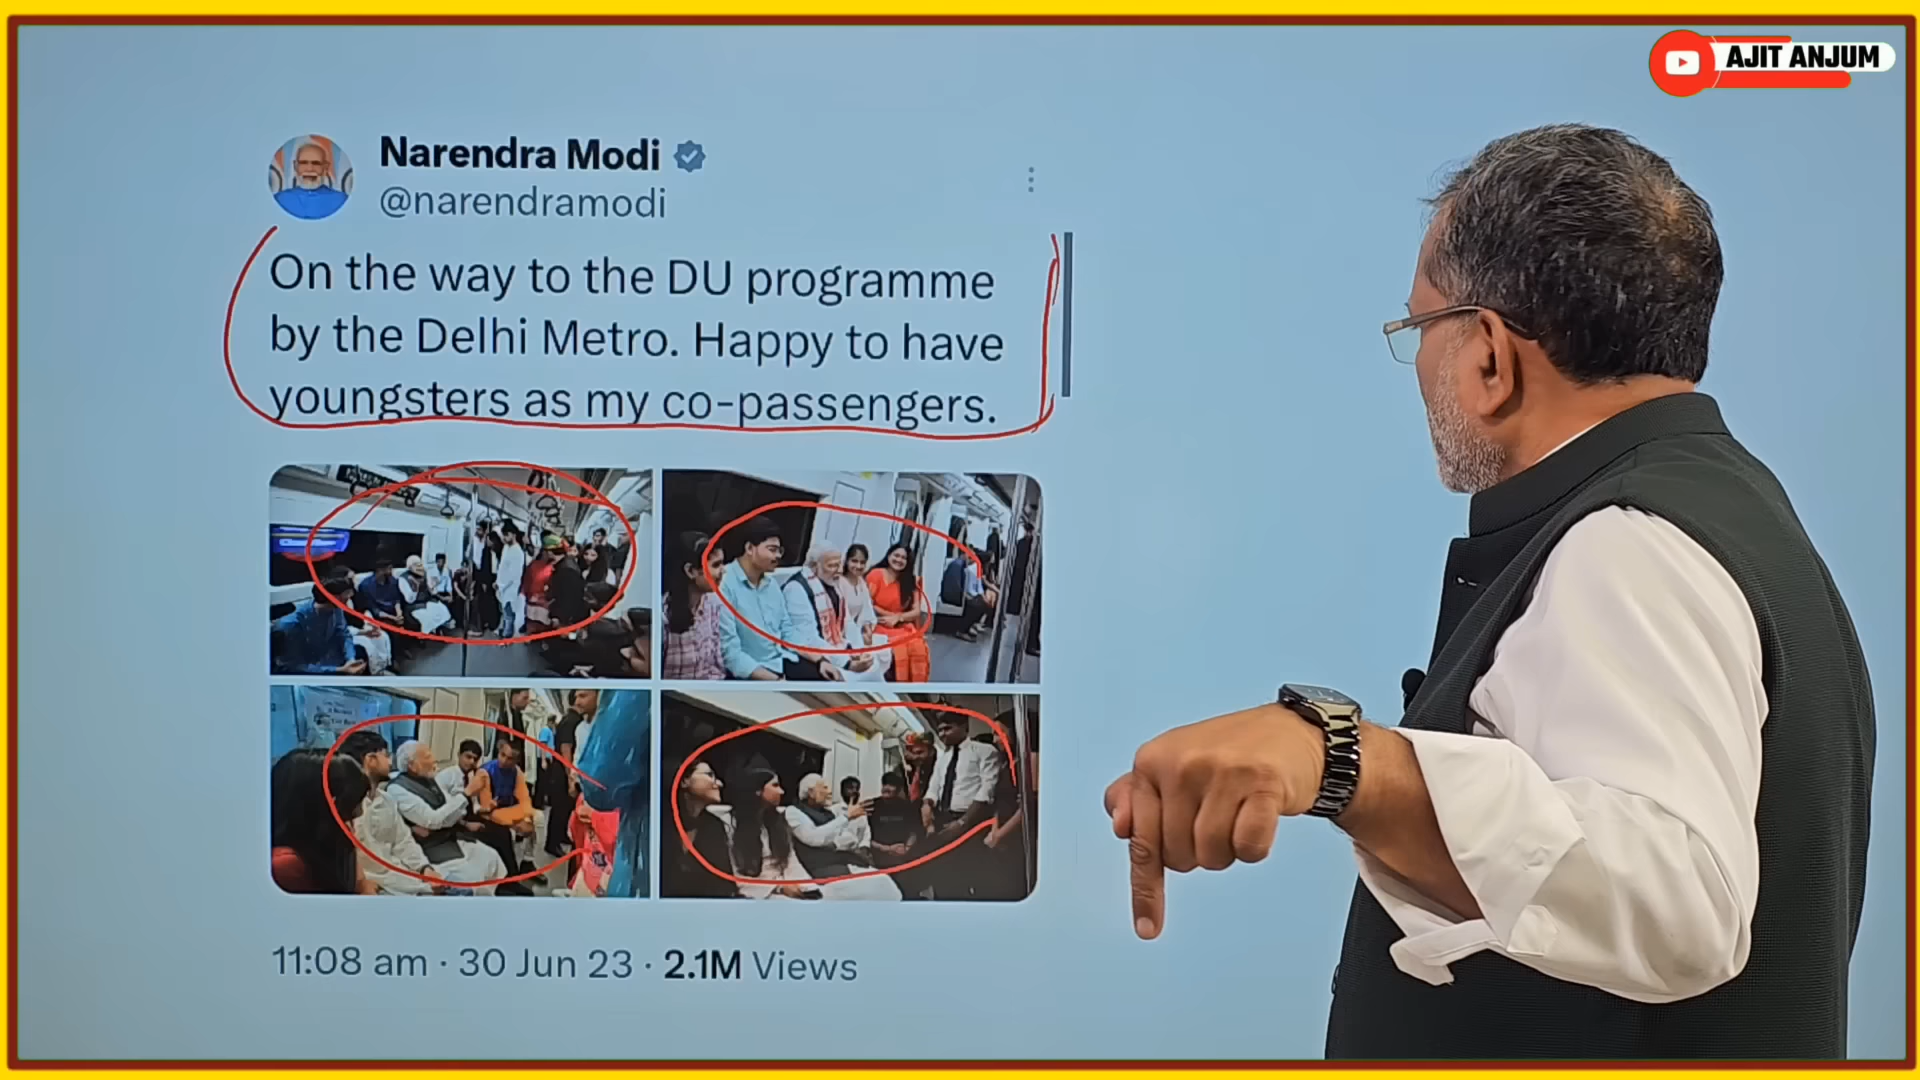 AJIT ANJUM
Narendra Modi
@narendramodi
On the way to the DU programme
by the Delhi Metro. Happy to have
youngsters as my co-passengers.
11:08 am · 30 Jun 23 · 2.1M Views